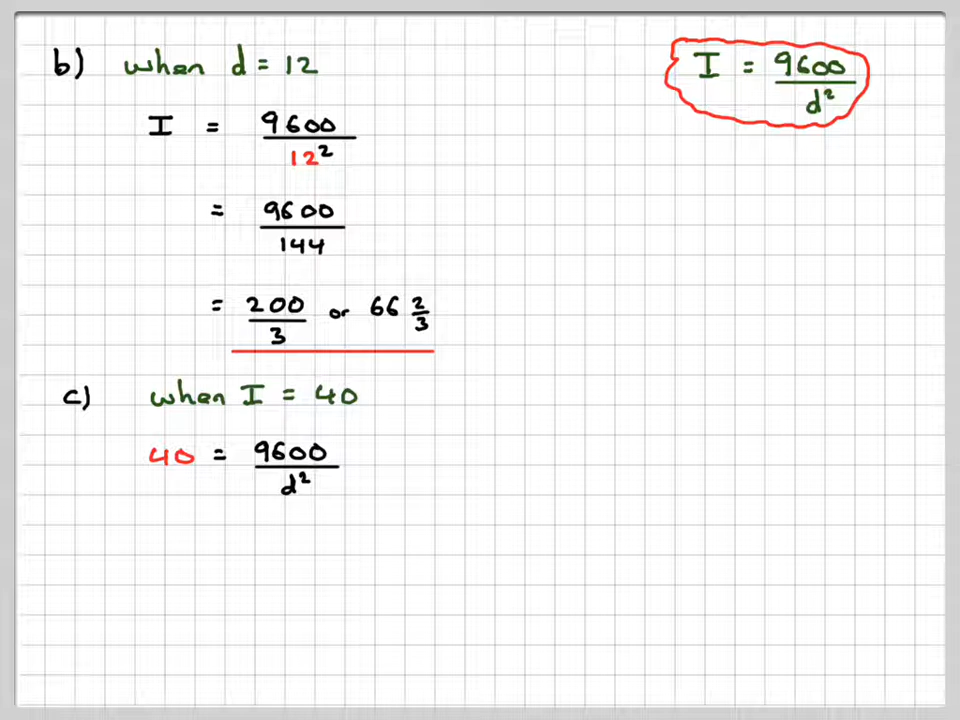 b) when d = 12
I = 9600 / d²
I = 9600 / 12²
= 9600 / 144
= 200 / 3 or 66 2/3
c) when I = 40
40 = 9600 / d²